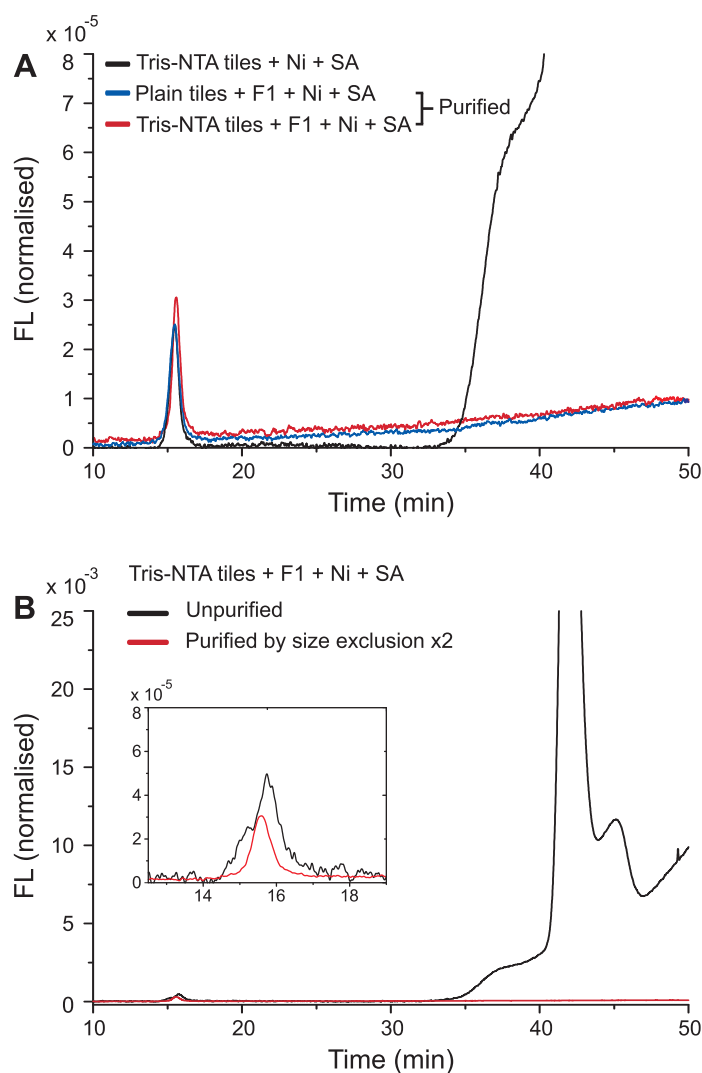 x 10-5
A
Tris-NTA tiles + Ni + SA
Plain tiles + F1 + Ni + SA
Tris-NTA tiles + F1 + Ni + SA
Purified
FL (normalised)
8
7
6
5
3
2
1
0
10 20 30 40 50
Time (min)
x 10-3
B
Tris-NTA tiles + F1 + Ni + SA
Unpurified
Purified by size exclusion x2
FL (normalised)
25
20
15
10
5
0
x 10-5
8
6
4
2
0
14 16 18
10 20 30 40 50
Time (min)